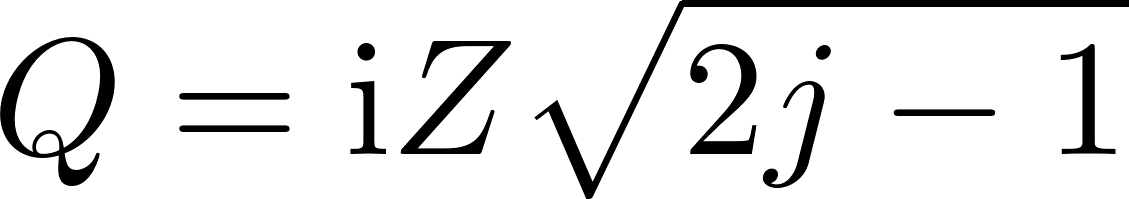 Q = iZ√(2j − 1)